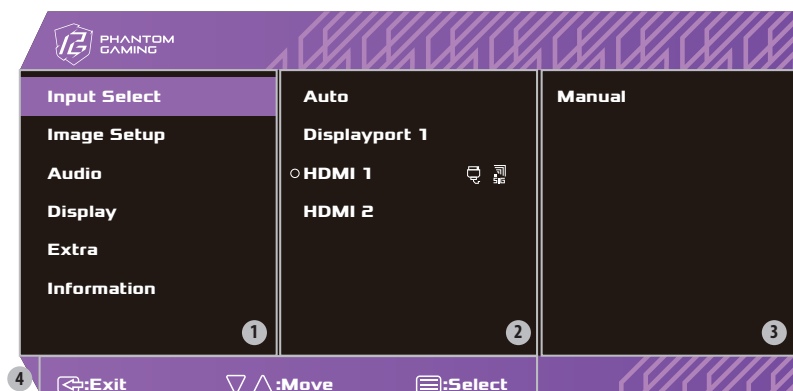 PHANTOM
GAMING
Input Select
Image Setup
Audio
Display
Extra
Information
1
Auto
Displayport 1
HDMI 1
SIG
HDMI 2
2
Manual
3
4
:Exit
:Move
:Select